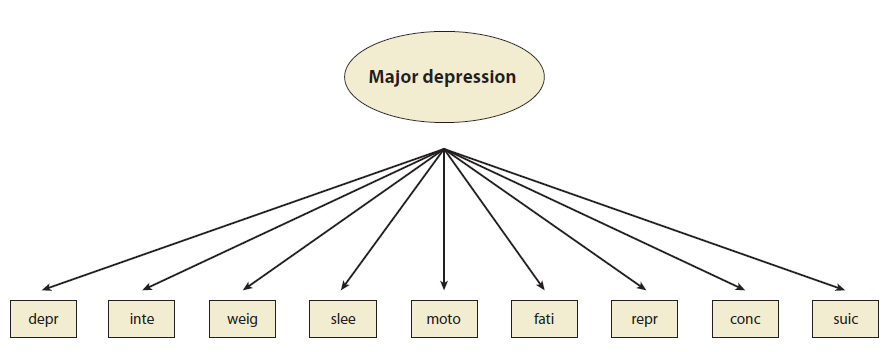 Major depression
depr inte weig slee moto fati repr conc suic